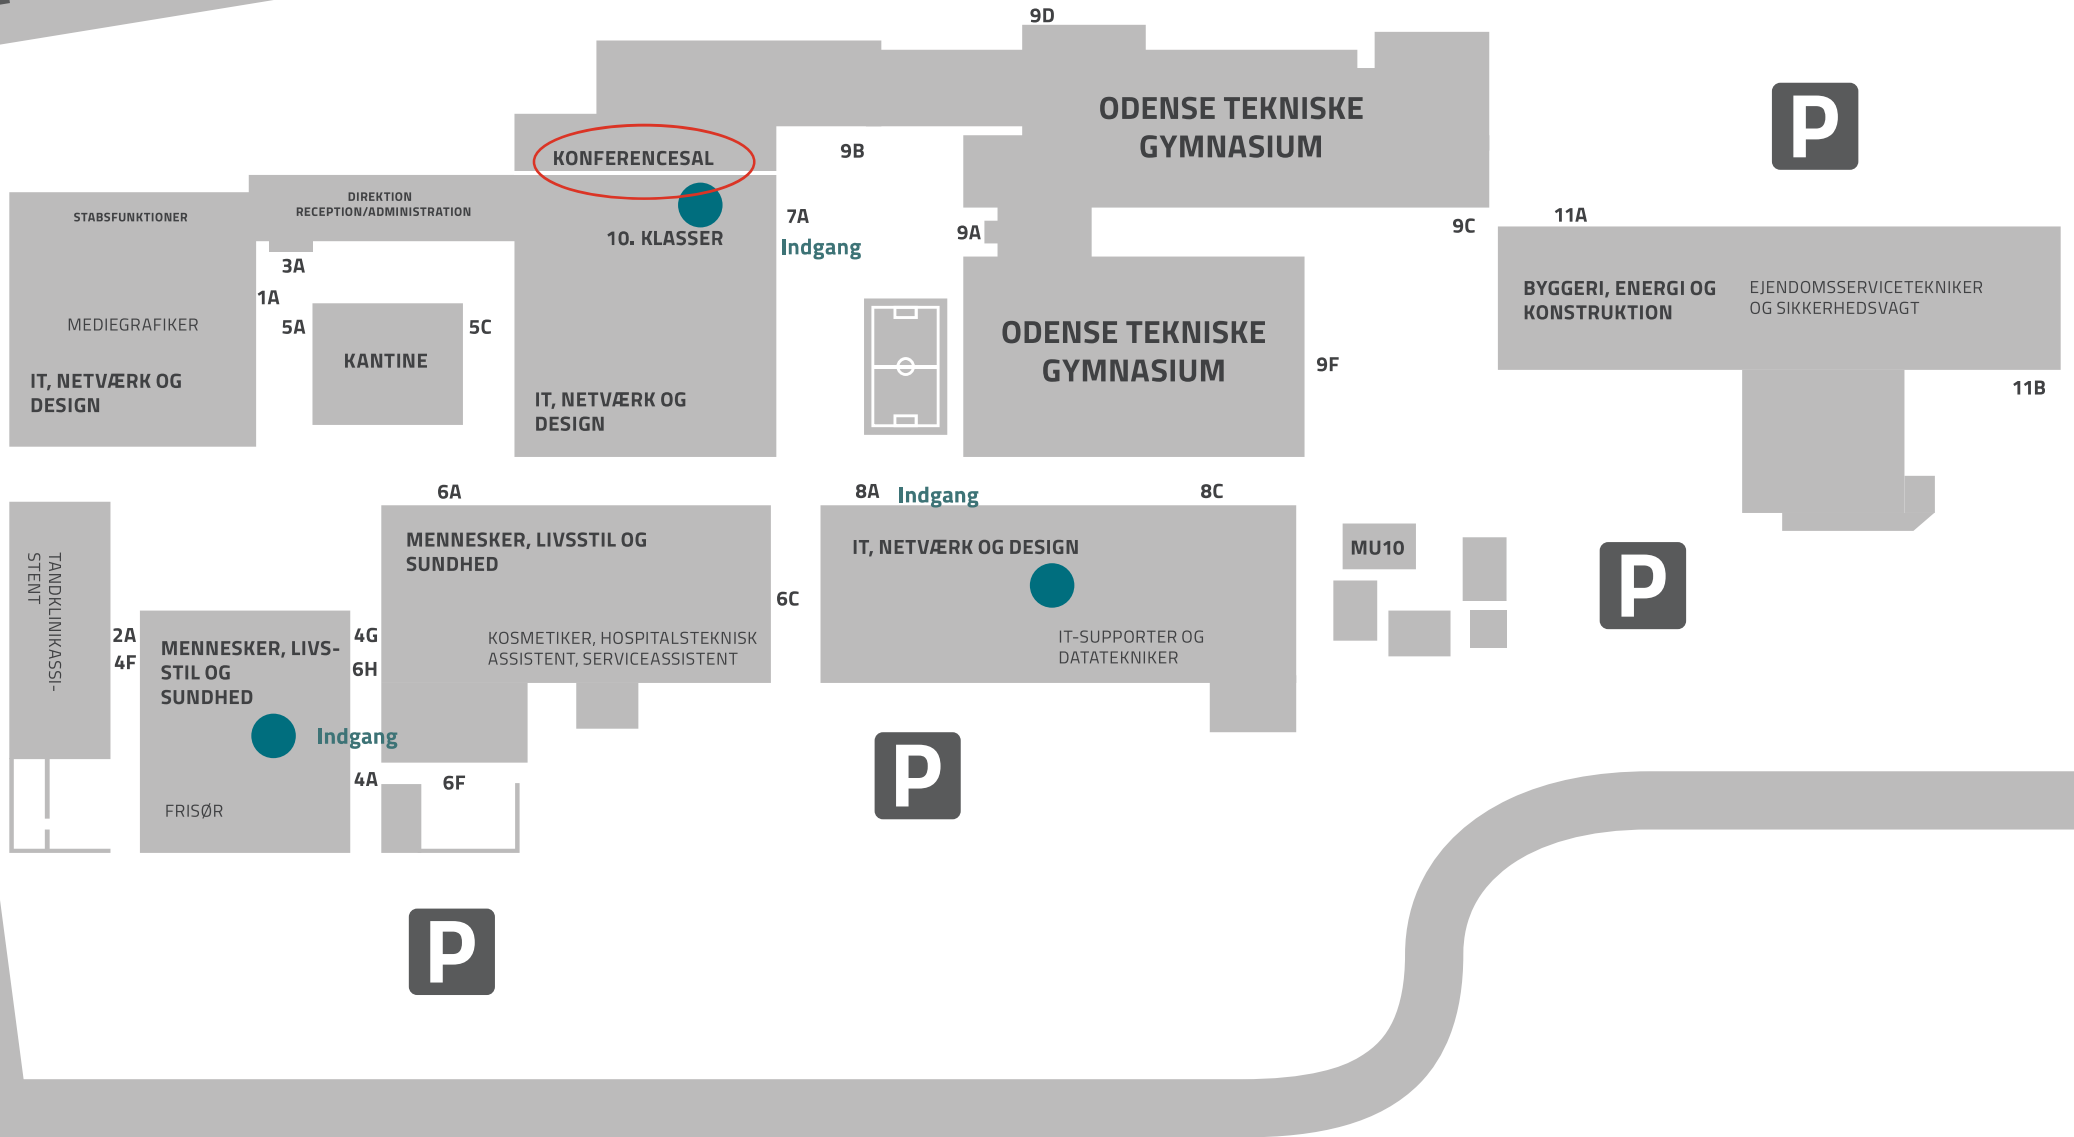 9D
ODENSE TEKNISKE
GYMNASIUM
P
KONFERENCESAL
9B
DIREKTION
RECEPTION/ADMINISTRATION
STABSFUNKTIONER
7A
Indgang
10. KLASSER
9A
9C
11A
3A
1A
5A
5C
MEDIEGRAFIKER
KANTINE
IT, NETVÆRK OG
DESIGN
IT, NETVÆRK OG
DESIGN
ODENSE TEKNISKE
GYMNASIUM
9F
BYGGERI, ENERGI OG
KONSTRUKTION
EJENDOMSSERVICETEKNIKER
OG SIKKERHEDSVAGT
11B
6A
8A
Indgang
8C
TANDKLINIKASSI-
STENT
MENNESKER, LIVSSTIL OG
SUNDHED
IT, NETVÆRK OG DESIGN
MU10
P
6C
2A
4F
MENNESKER, LIVS-
STIL OG
SUNDHED
4G
6H
KOSMETIKER, HOSPITALSTEKNISK
ASSISTENT, SERVICEASSISTENT
IT-SUPPORTER OG
DATATEKNIKER
Indgang
4A
6F
FRISØR
P
P